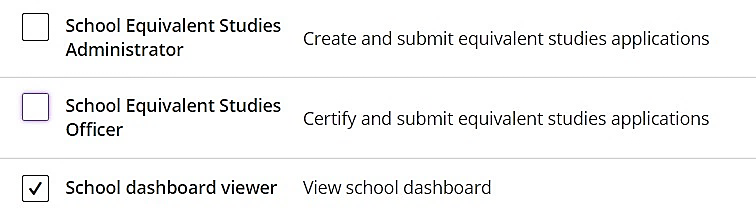 School Equivalent Studies
Administrator
Create and submit equivalent studies applications
School Equivalent Studies
Officer
Certify and submit equivalent studies applications
School dashboard viewer
View school dashboard